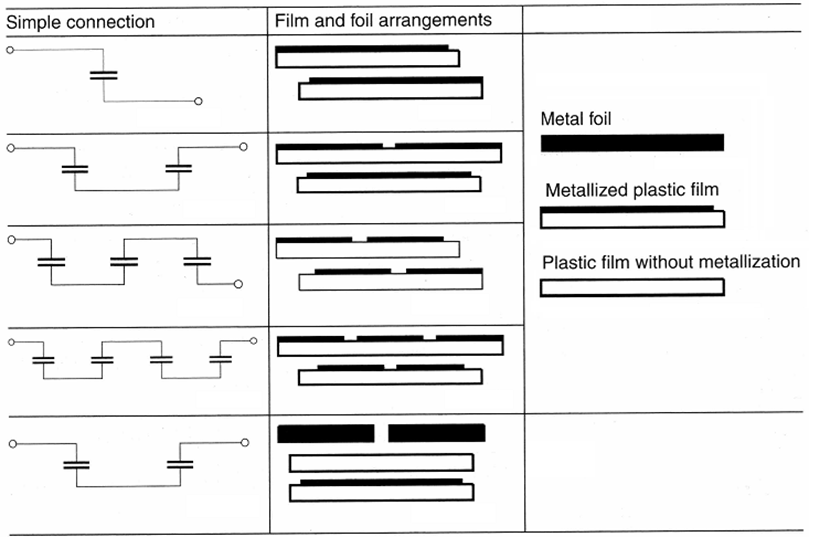 Simple connection
Film and foil arrangements
Metal foil
Metallized plastic film
Plastic film without metallization